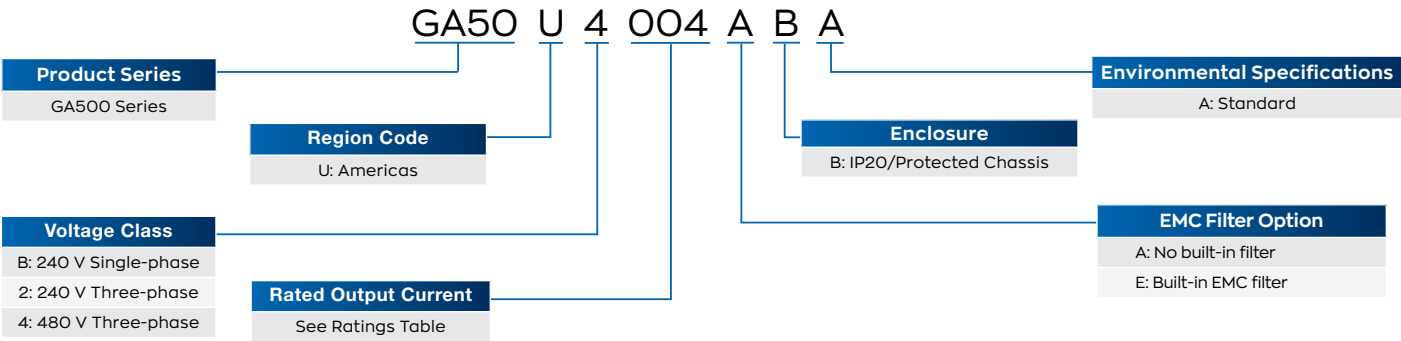 GA50 U 4 004 A B A
Product Series
GA500 Series
Region Code
U: Americas
Voltage Class
B: 240 V Single-phase
2: 240 V Three-phase
4: 480 V Three-phase
Rated Output Current
See Ratings Table
Environmental Specifications
A: Standard
Enclosure
B: IP20/Protected Chassis
EMC Filter Option
A: No built-in filter
E: Built-in EMC filter